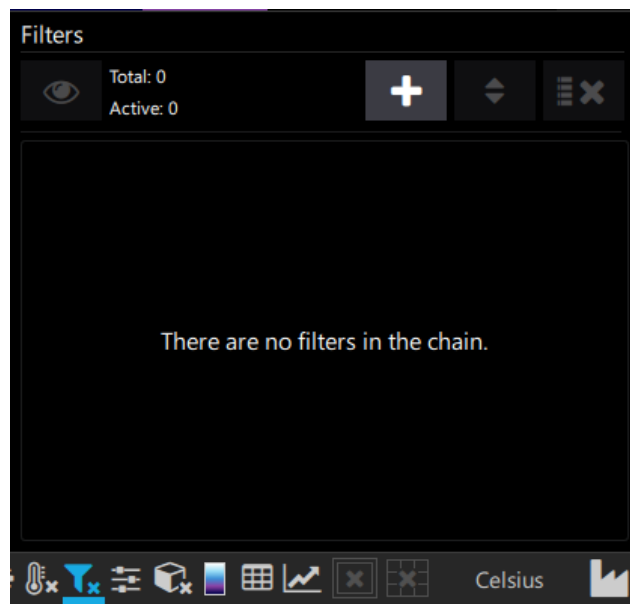 Filters
Total: 0
Active: 0
There are no filters in the chain.
Celsius